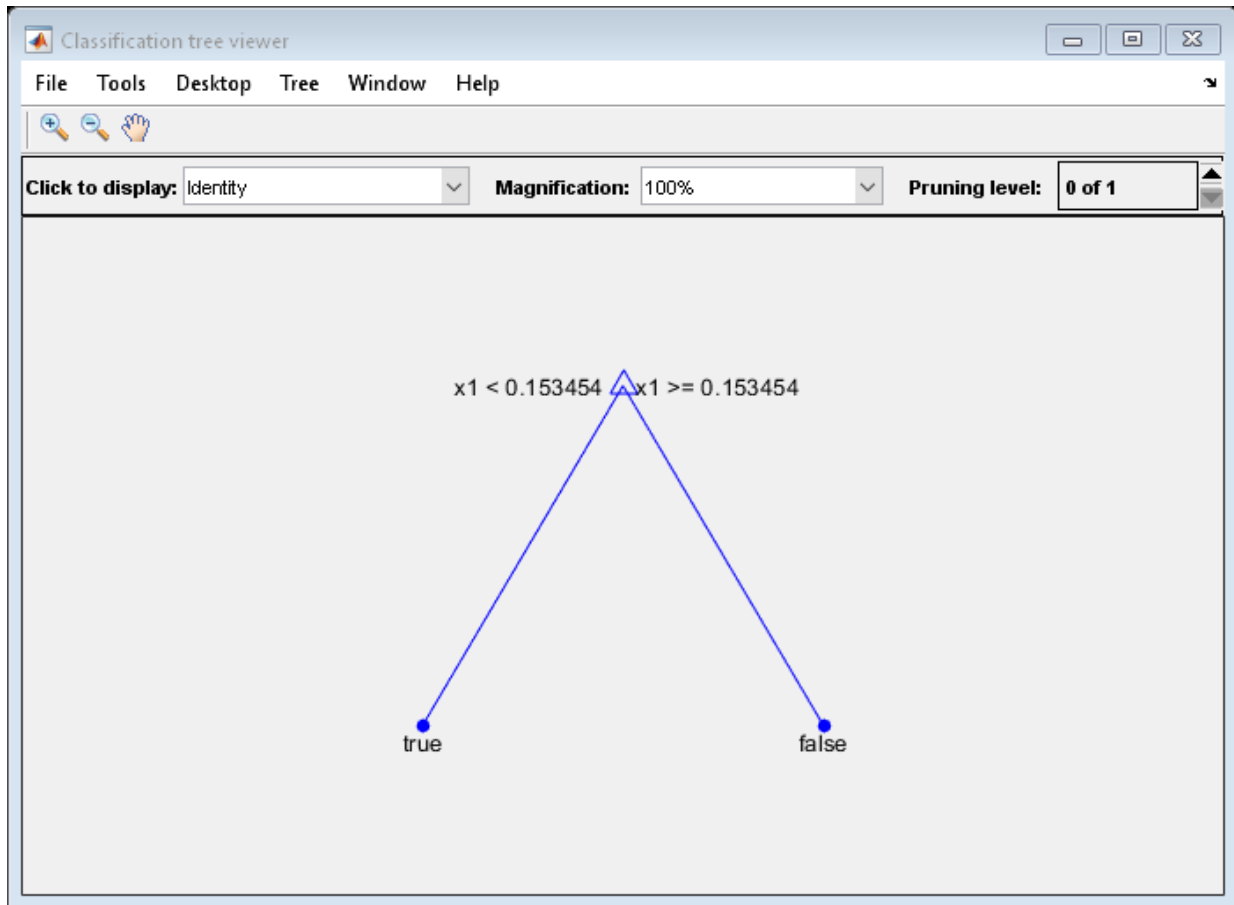 Classification tree viewer
File Tools Desktop Tree Window Help
Click to display: Identity Magnification: 100% Pruning level: 0 of 1
x1 < 0.153454 x1 >= 0.153454
true false